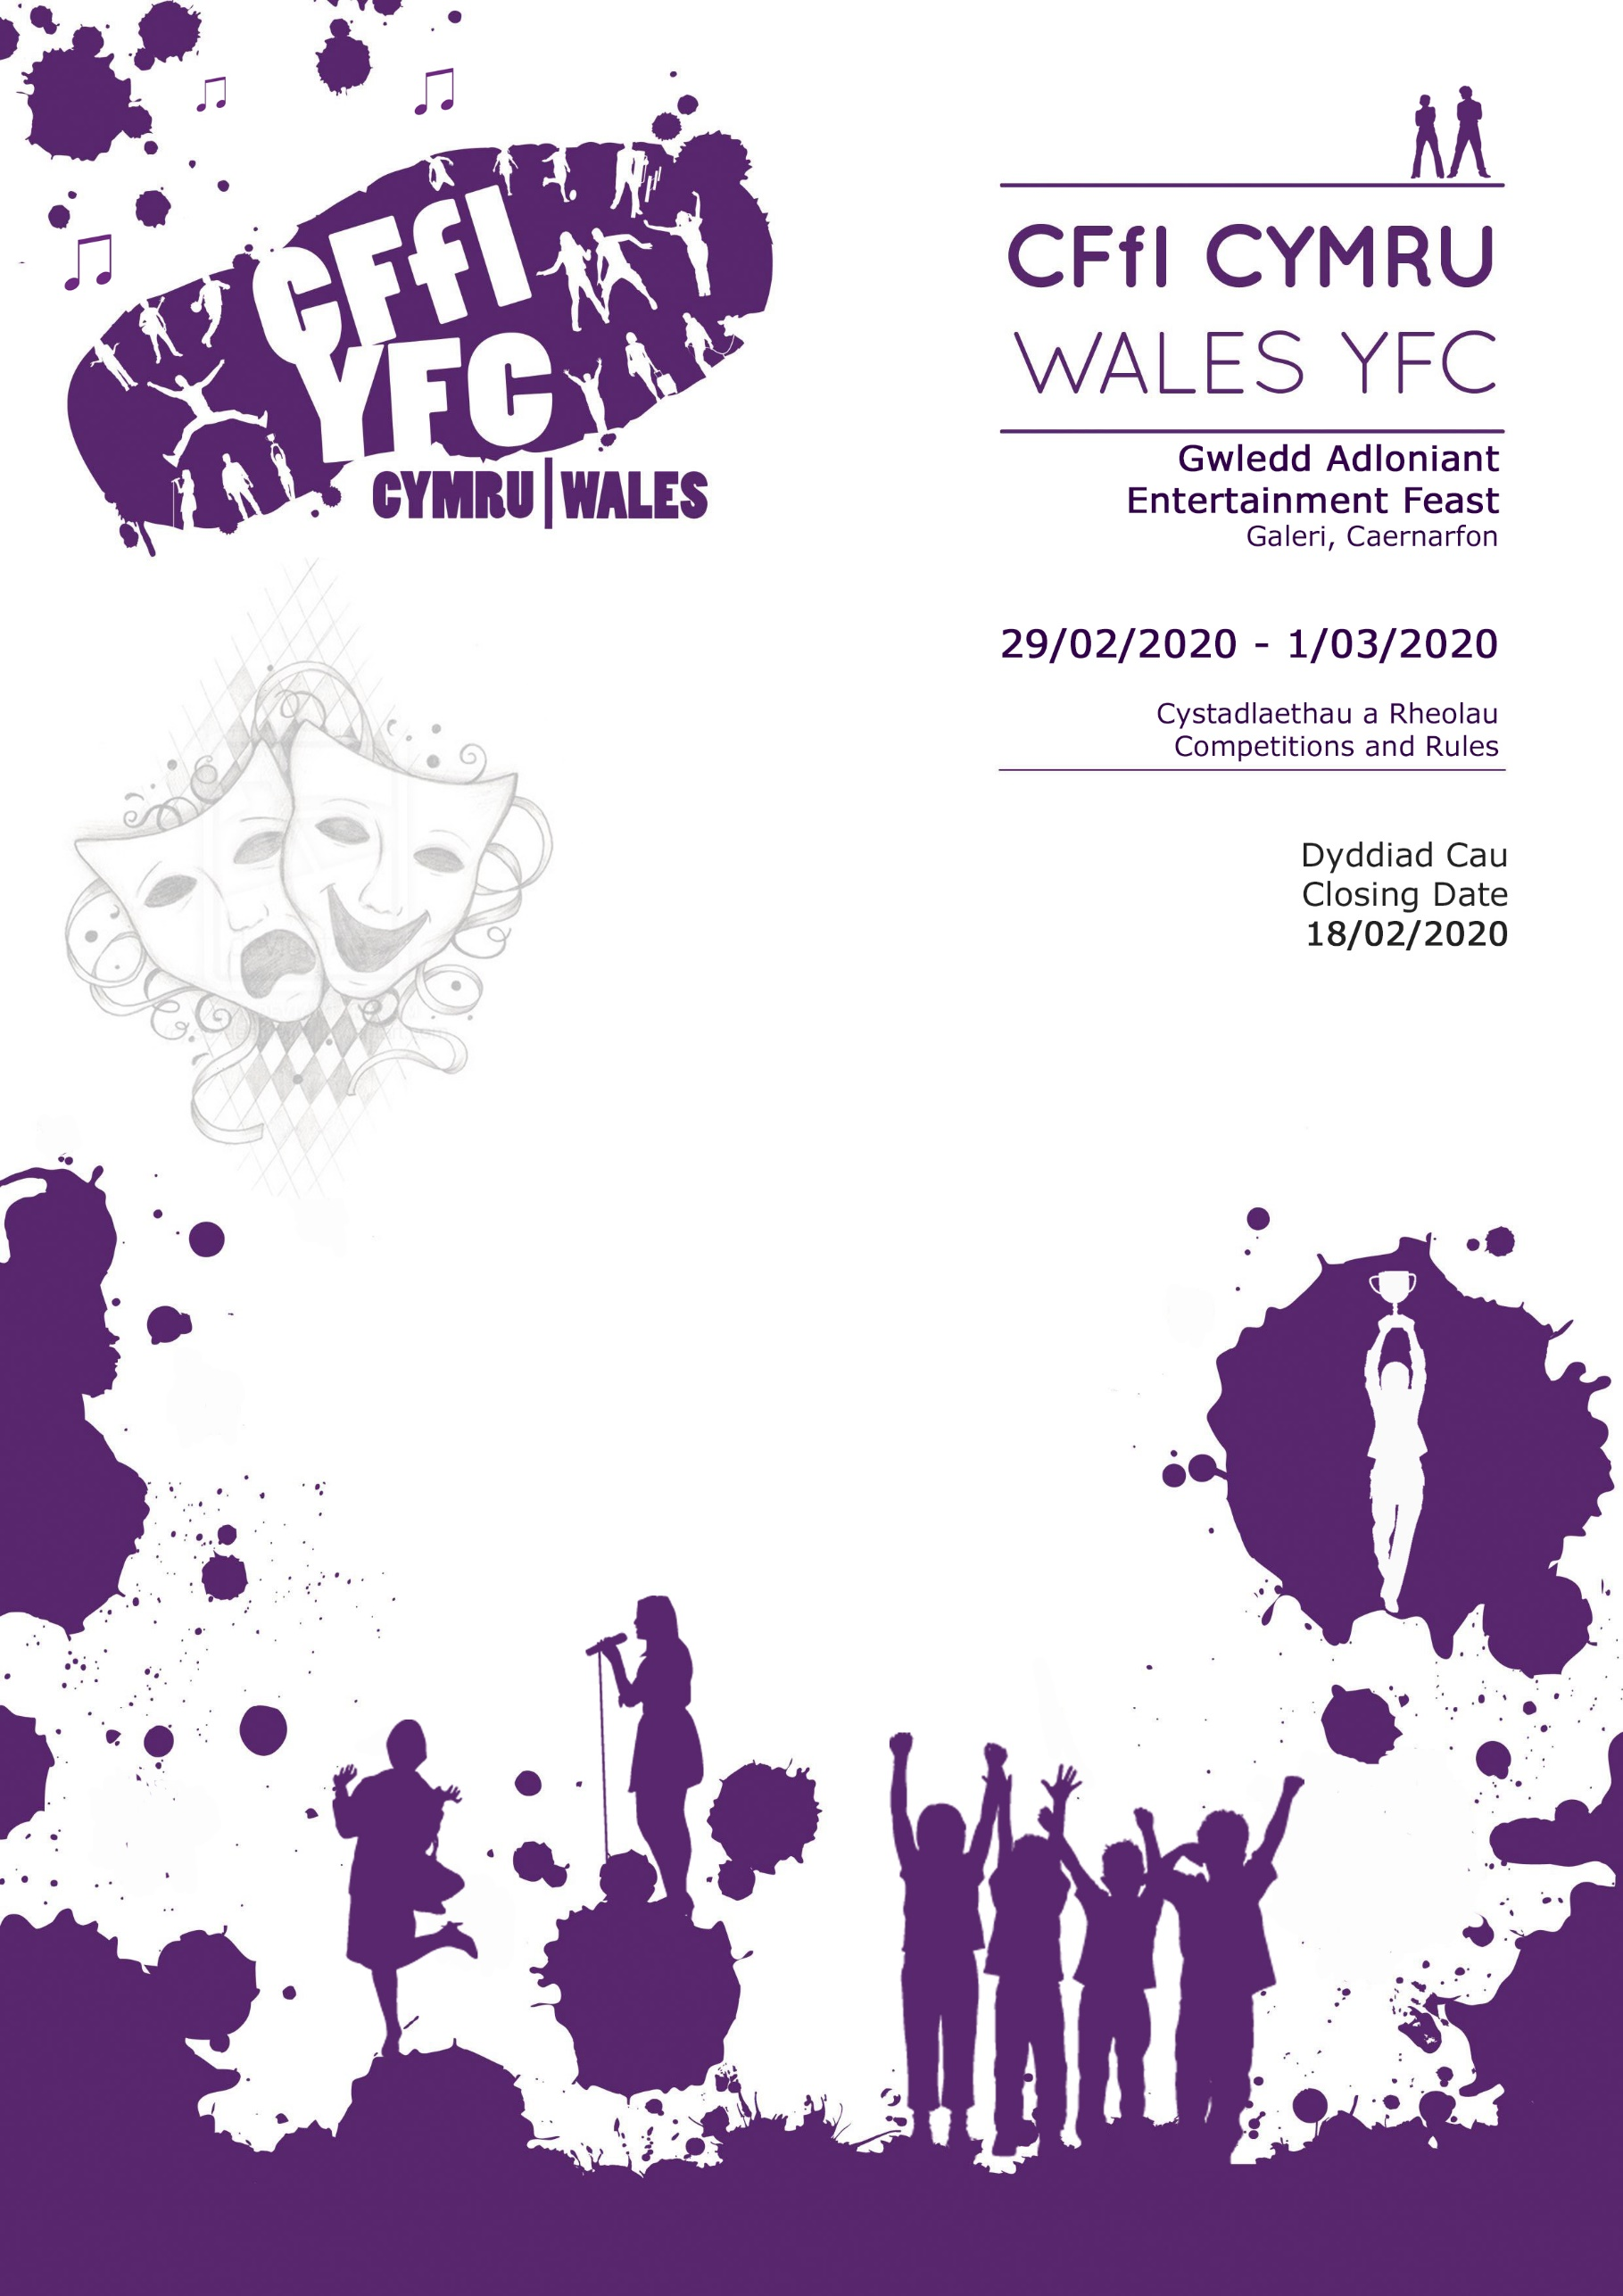 CFfI
YFC
CYMRU | WALES
CFfI CYMRU
WALES YFC
Gwledd Adloniant
Entertainment Feast
Galeri, Caernarfon
29/02/2020 - 1/03/2020
Cystadlaethau a Rheolau
Competitions and Rules
Dyddiad Cau
Closing Date
18/02/2020